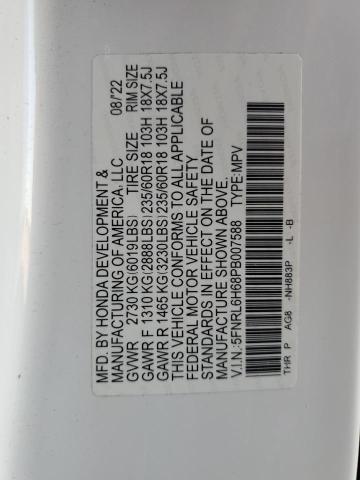 MFD. BY HONDA DEVELOPMENT & 08/'22
MANUFACTURING OF AMERICA, LLC
GVWR 2730 KG(6019LBS) TIRE SIZE RIM SIZE
GAWR F 1310 KG(2889LBS) 235/60R18 103H 18X7.5J
GAWR R 1465 KG(3230LBS) 235/60R18 103H 18X7.5J
THIS VEHICLE CONFORMS TO ALL APPLICABLE
FEDERAL MOTOR VEHICLE SAFETY
STANDARDS IN EFFECT ON THE DATE OF
MANUFACTURE SHOWN ABOVE.
V.I.N.:5FNRL6H68PB007588 TYPE:MPV
THR P AG8 -NH883P -L -B